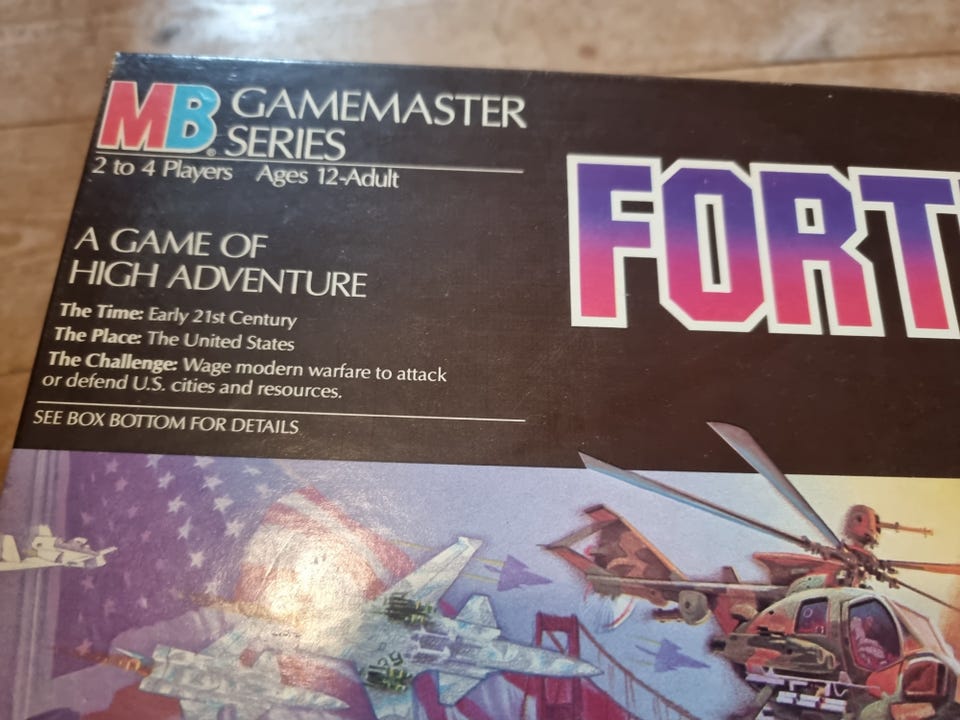 MB® GAMEMASTER
SERIES
2 to 4 Players Ages 12-Adult
FORT
A GAME OF
HIGH ADVENTURE
The Time: Early 21st Century
The Place: The United States
The Challenge: Wage modern warfare to attack
or defend U.S. cities and resources.
SEE BOX BOTTOM FOR DETAILS